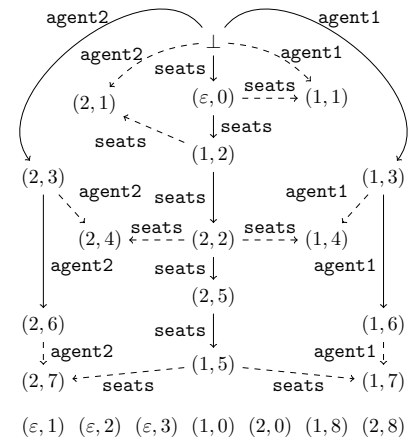 agent2 agent1
⊥
agent2 agent1
seats
(2, 1) (ε, 0) seats (1, 1)
seats
seats (1, 2)
(2, 3) (1, 3)
agent2 seats agent1
(2, 4) seats (2, 2) seats (1, 4)
agent2 seats agent1
(2, 5)
(2, 6) seats (1, 6)
agent2 (1, 5) agent1
(2, 7) seats seats (1, 7)
(ε, 1) (ε, 2) (ε, 3) (1, 0) (2, 0) (1, 8) (2, 8)